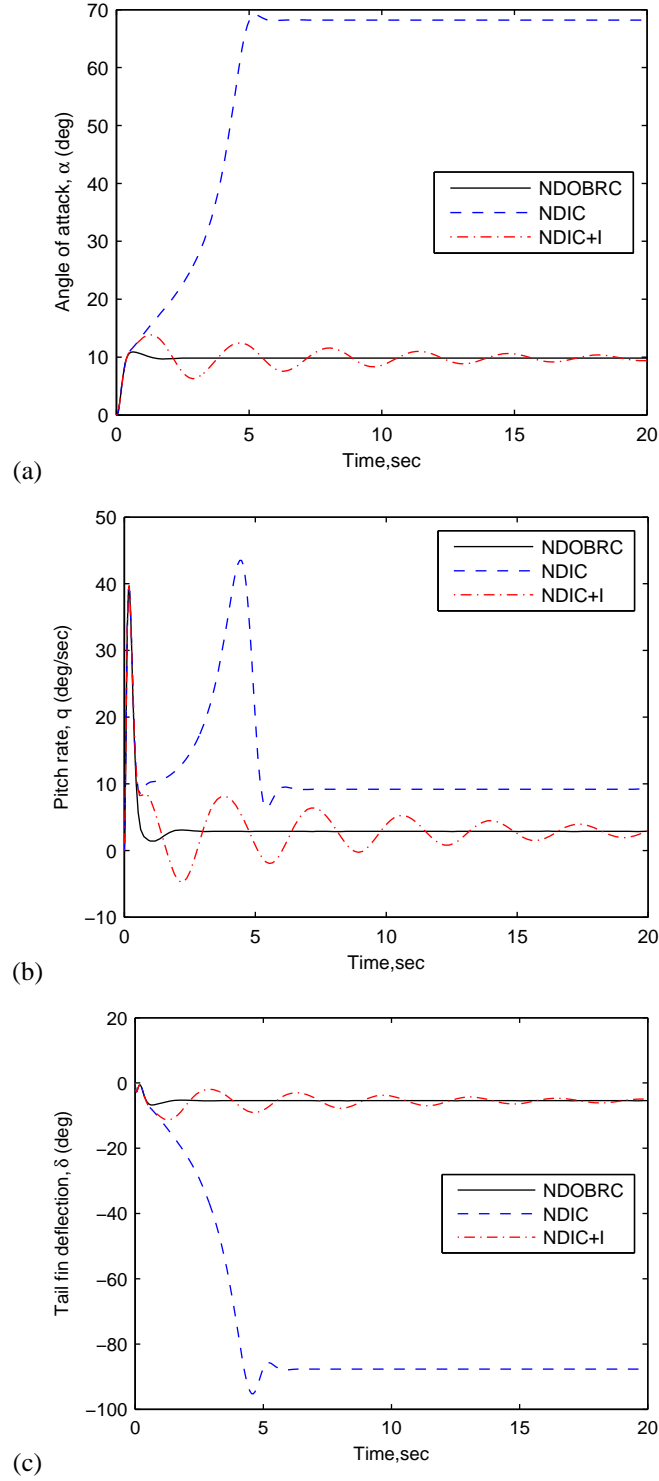 70
60
50
40
30
20
10
0
Angle of attack, α (deg)
NDOBRC
NDIC
NDIC+I
0 5 10 15 20
Time,sec
(a)
50
40
30
20
10
0
−10
Pitch rate, q (deg/sec)
NDOBRC
NDIC
NDIC+I
0 5 10 15 20
Time,sec
(b)
20
0
−20
−40
−60
−80
−100
Tail fin deflection, δ (deg)
NDOBRC
NDIC
NDIC+I
0 5 10 15 20
Time,sec
(c)